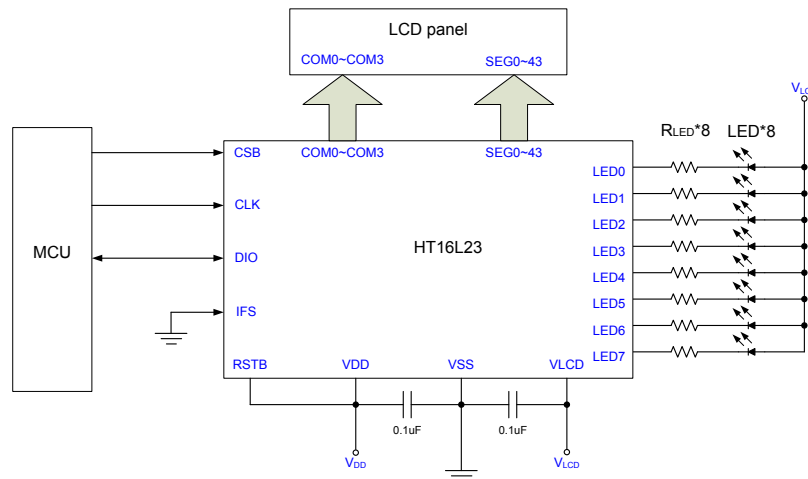 LCD panel
COM0~COM3 SEG0~43
V
RLED*8 LED*8
CSB COM0~COM3 SEG0~43
LED0
CLK LED1
LED2
MCU DIO HT16L23 LED3
LED4
LED5
IFS LED6
RSTB VDD VSS VLCD LED7
0.1uF 0.1uF
VDD VLCD